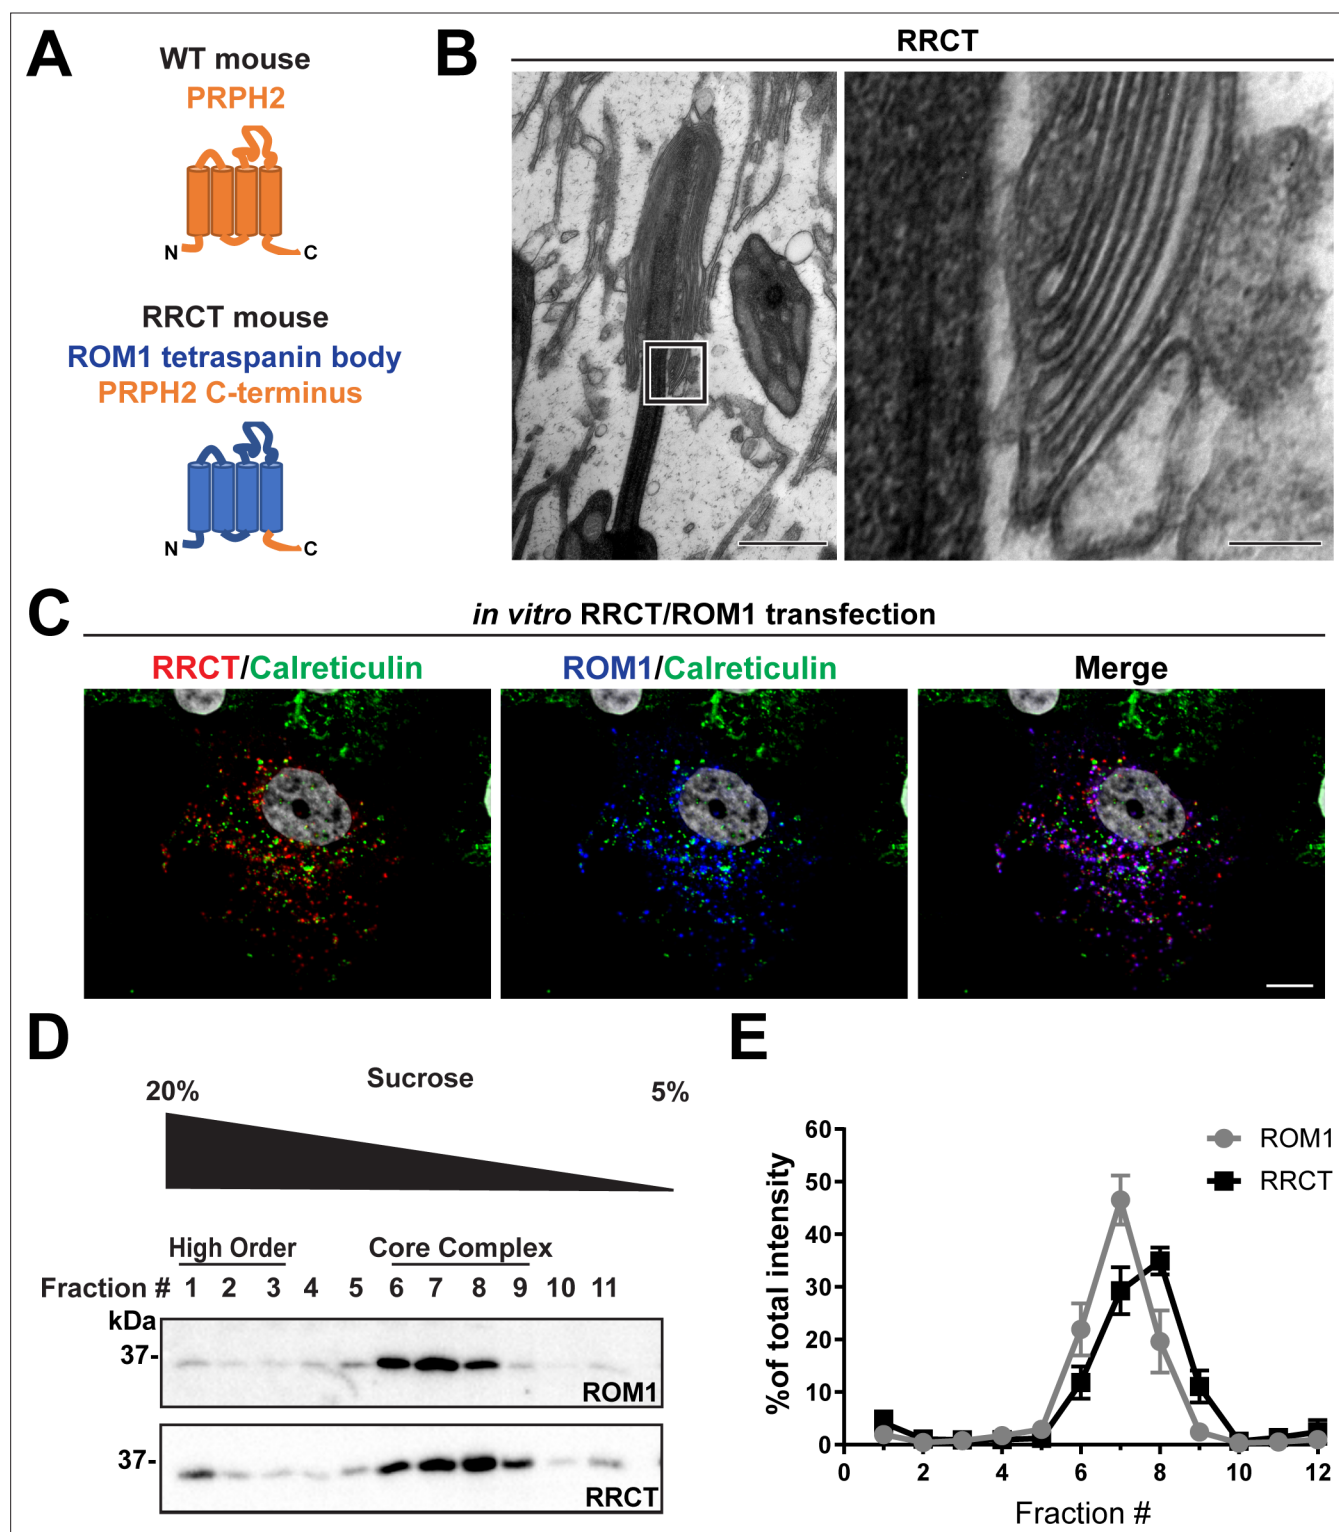 A
WT mouse
PRPH2
N C
RRCT mouse
ROM1 tetraspanin body
PRPH2 C-terminus
N C
B
RRCT
C
in vitro RRCT/ROM1 transfection
RRCT/Calreticulin
ROM1/Calreticulin
Merge
D
Sucrose
20% 5%
High Order Core Complex
Fraction # 1 2 3 4 5 6 7 8 9 10 11
kDa
37-
ROM1
37-
RRCT
E
ROM1
RRCT
% of total intensity
60
50
40
30
20
10
0
0 2 4 6 8 10 12
Fraction #